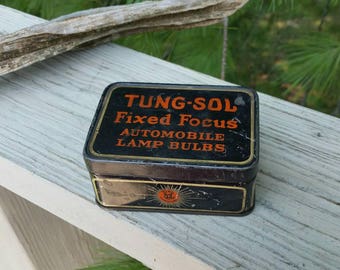 TUNG-SOL
Fixed Focus
AUTOMOBILE
LAMP BULBS